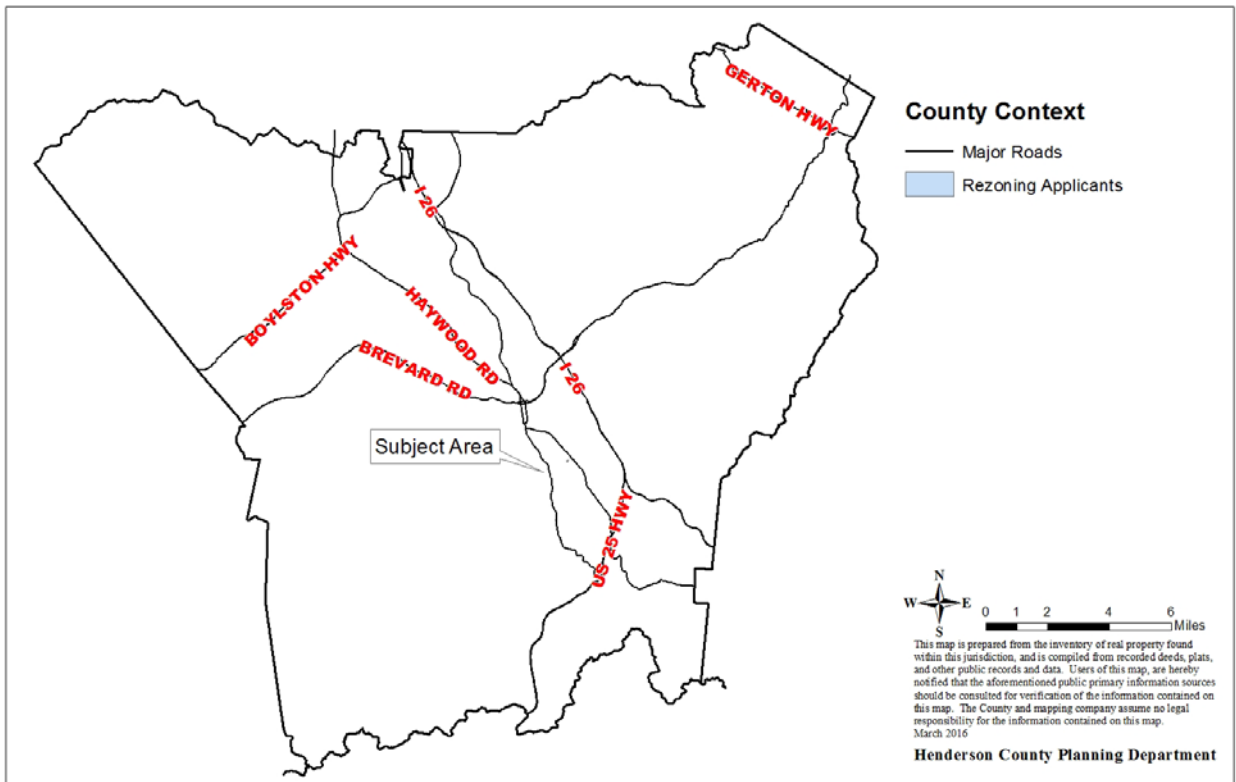 GERTON HWY
County Context
Major Roads
Rezoning Applicants
I 26
BOYLSTON HWY
HAYWOOD RD
BREVARD RD
I 26
Subject Area
US 25 HWY
N
W E
S
0 1 2 4 6
Miles
This map is prepared from the inventory of real property found
within this jurisdiction, and is compiled from recorded deeds, plats,
and other public records and data. Users of this map, are hereby
notified that the aforementioned public primary information sources
should be consulted for verification of the information contained on
this map. The County and mapping company assume no legal
responsibility for the information contained on this map.
March 2016
Henderson County Planning Department